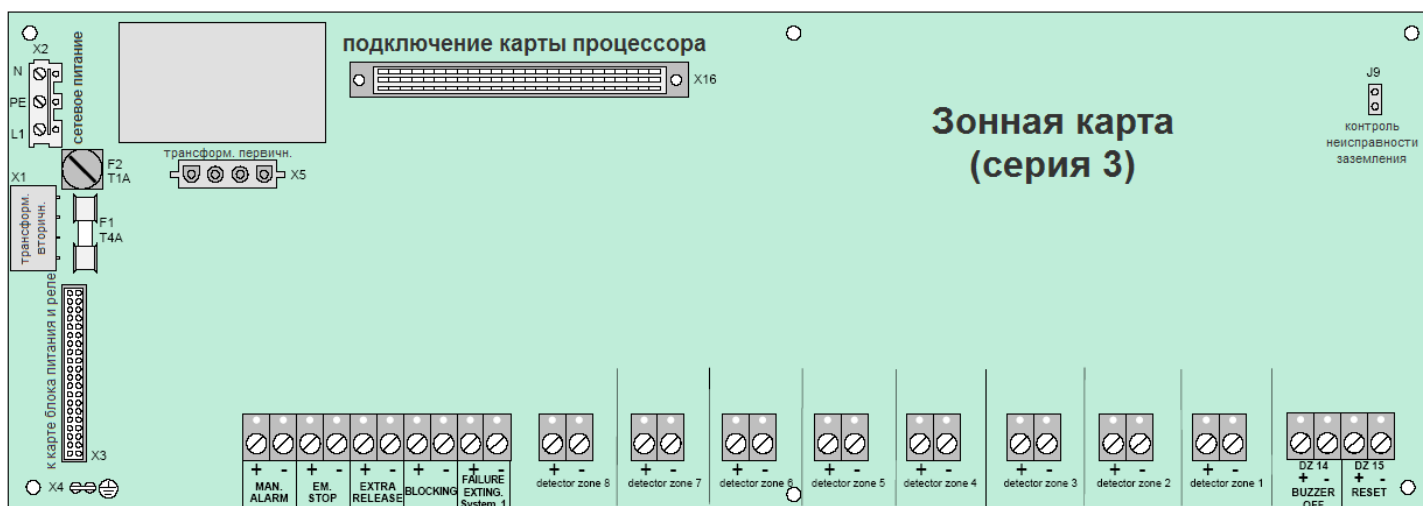 X2
N
PE
L1
сетевое питание
подключение карты процессора
X16
Зонная карта
(серия 3)
J9
контроль
неисправности
заземления
трансформ. первичн.
X5
F2
T1A
X1
трансформ.
вторичн.
F1
T4A
к карте блока питания и реле
X3
X4
+ -
MAN.
ALARM
+ -
EM.
STOP
+ -
EXTRA
RELEASE
+ -
BLOCKING
+ -
FAILURE
EXTING.
System 1
+ -
detector zone 8
+ -
detector zone 7
+ -
detector zone 6
+ -
detector zone 5
+ -
detector zone 4
+ -
detector zone 3
+ -
detector zone 2
+ -
detector zone 1
DZ 14
+ -
BUZZER
OFF
DZ 15
+ -
RESET